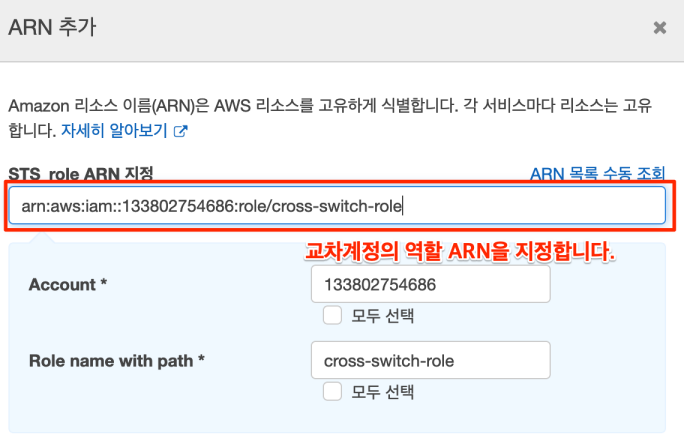 ARN 추가
×
Amazon 리소스 이름(ARN)은 AWS 리소스를 고유하게 식별합니다. 각 서비스마다 리소스는 고유
합니다. 자세히 알아보기
STS role ARN 지정 ARN 목록 수동 조회
arn:aws:iam::133802754686:role/cross-switch-role
교차계정의 역할 ARN을 지정합니다.
Account * 133802754686
모두 선택
Role name with path * cross-switch-role
모두 선택